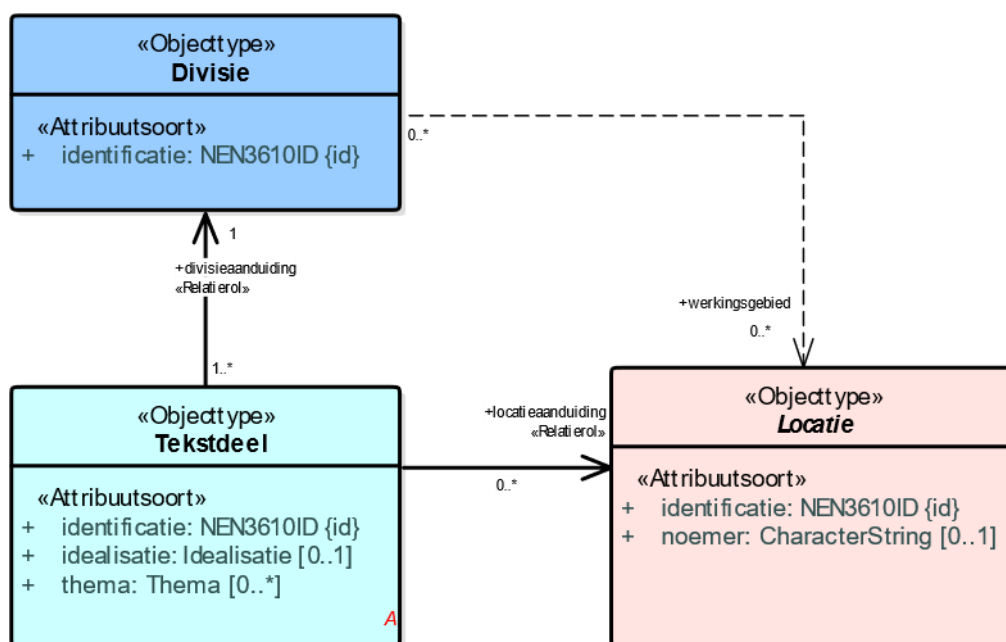 «Objecttype»
Divisie
«Attribuutsoort»
+ identificatie: NEN3610ID {id}
0..*
1
+divisieaanduiding
«Relatierol»
1..*
+werkingsgebied
0..*
«Objecttype»
Tekstdeel
«Attribuutsoort»
+ identificatie: NEN3610ID {id}
+ idealisatie: Idealisatie [0..1]
+ thema: Thema [0..*]
A
+locatieaanduiding
«Relatierol»
0..*
«Objecttype»
Locatie
«Attribuutsoort»
+ identificatie: NEN3610ID {id}
+ noemer: CharacterString [0..1]